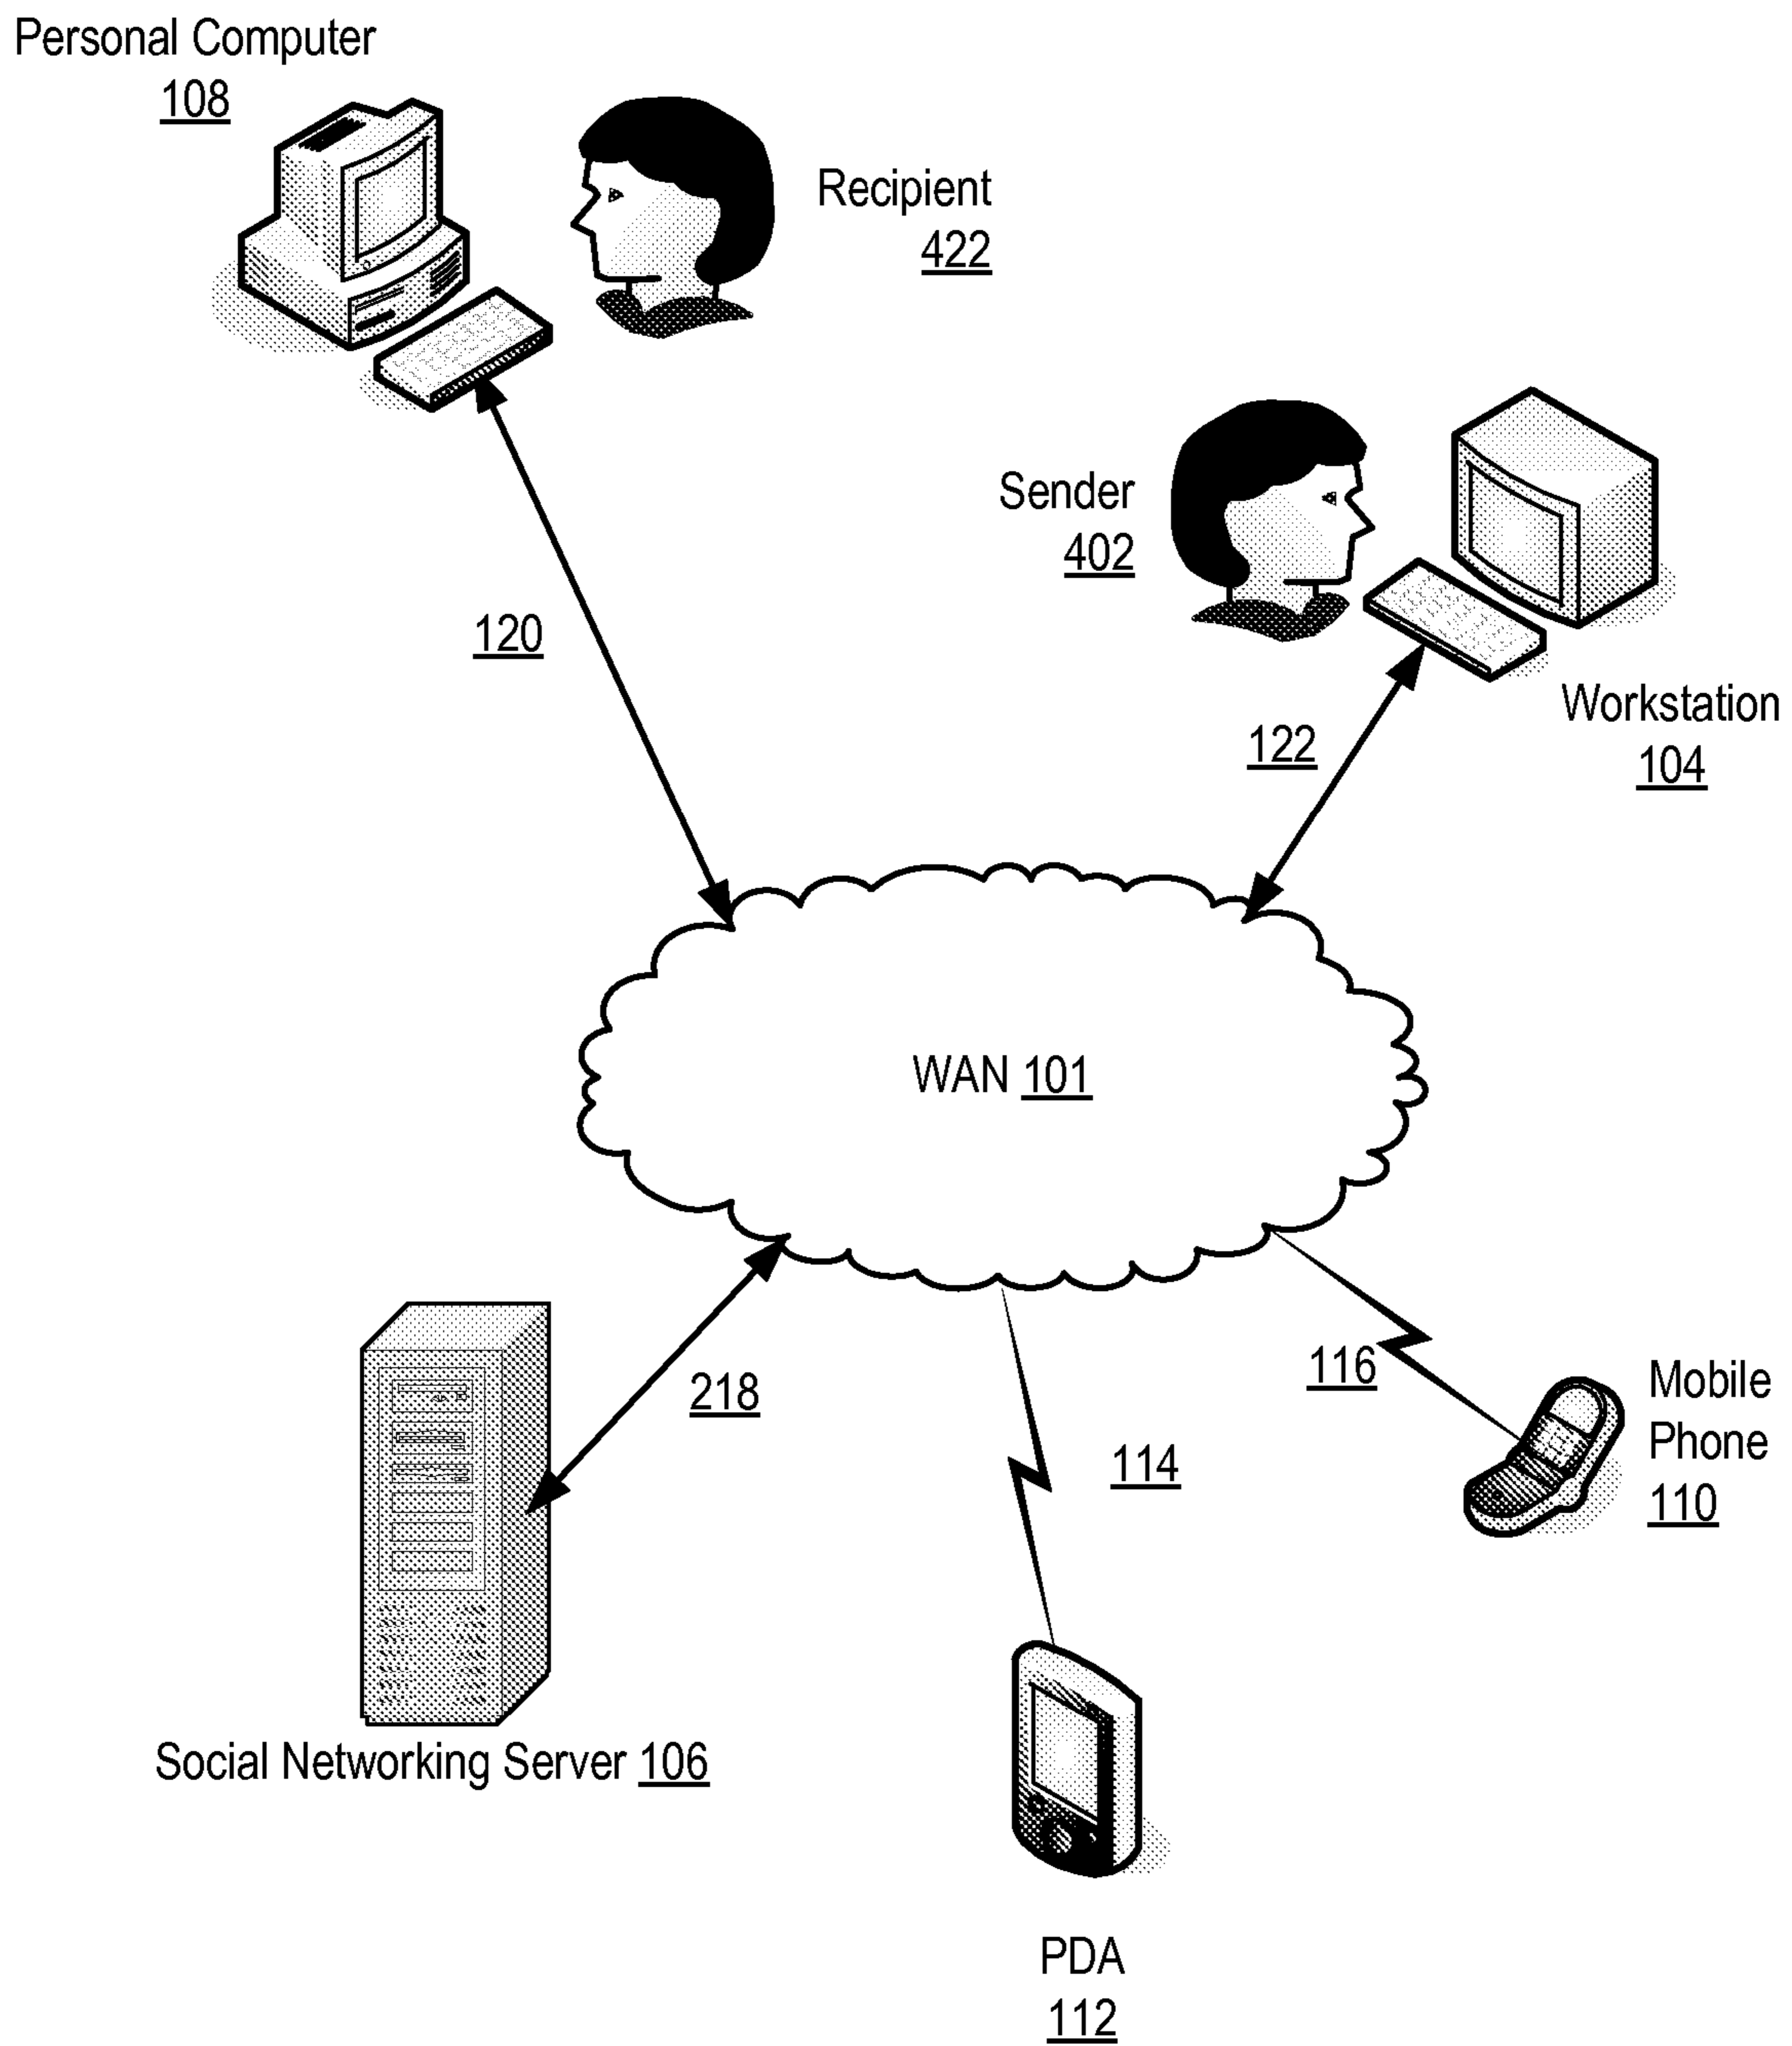 Personal Computer
108
Recipient
422
Sender
402
120
Workstation
104
122
WAN 101
218
116
Mobile
Phone
110
114
Social Networking Server 106
PDA
112